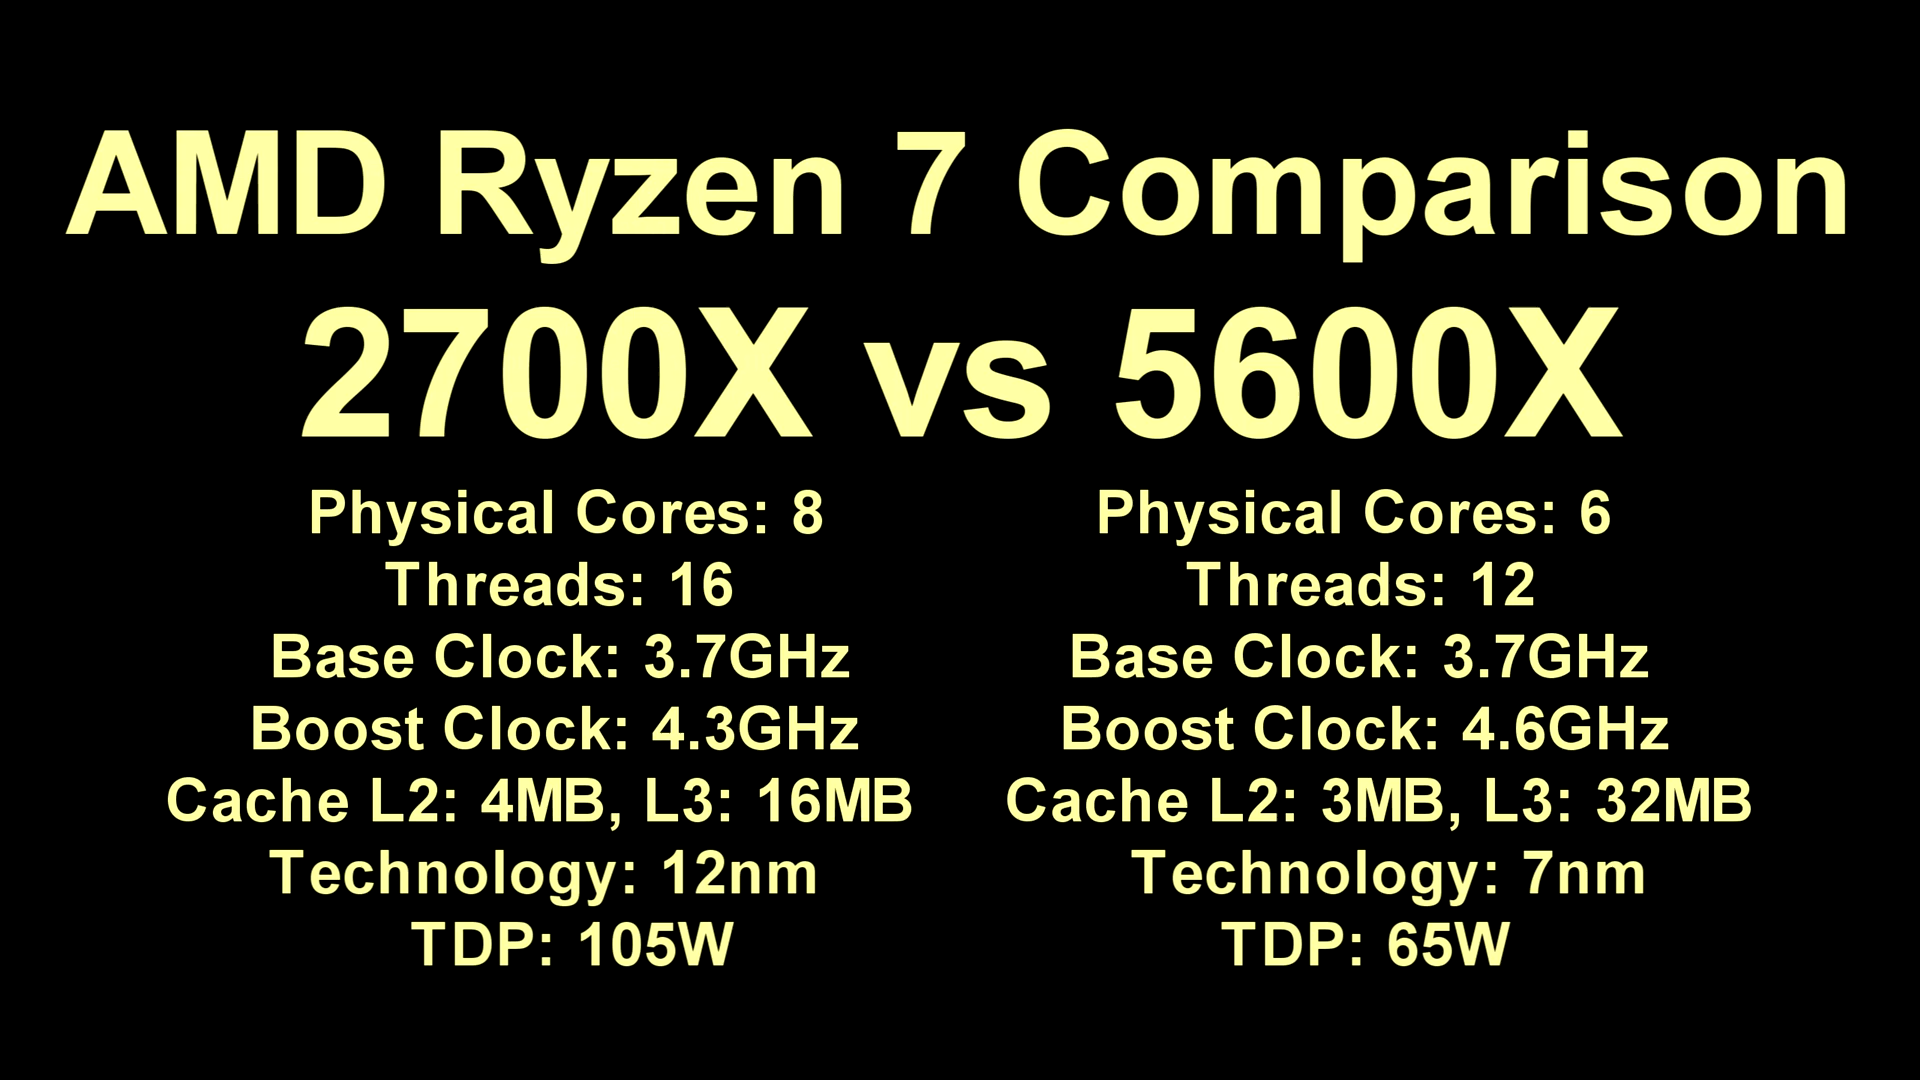 AMD Ryzen 7 Comparison
2700X vs 5600X
Physical Cores: 8
Threads: 16
Base Clock: 3.7GHz
Boost Clock: 4.3GHz
Cache L2: 4MB, L3: 16MB
Technology: 12nm
TDP: 105W
Physical Cores: 6
Threads: 12
Base Clock: 3.7GHz
Boost Clock: 4.6GHz
Cache L2: 3MB, L3: 32MB
Technology: 7nm
TDP: 65W